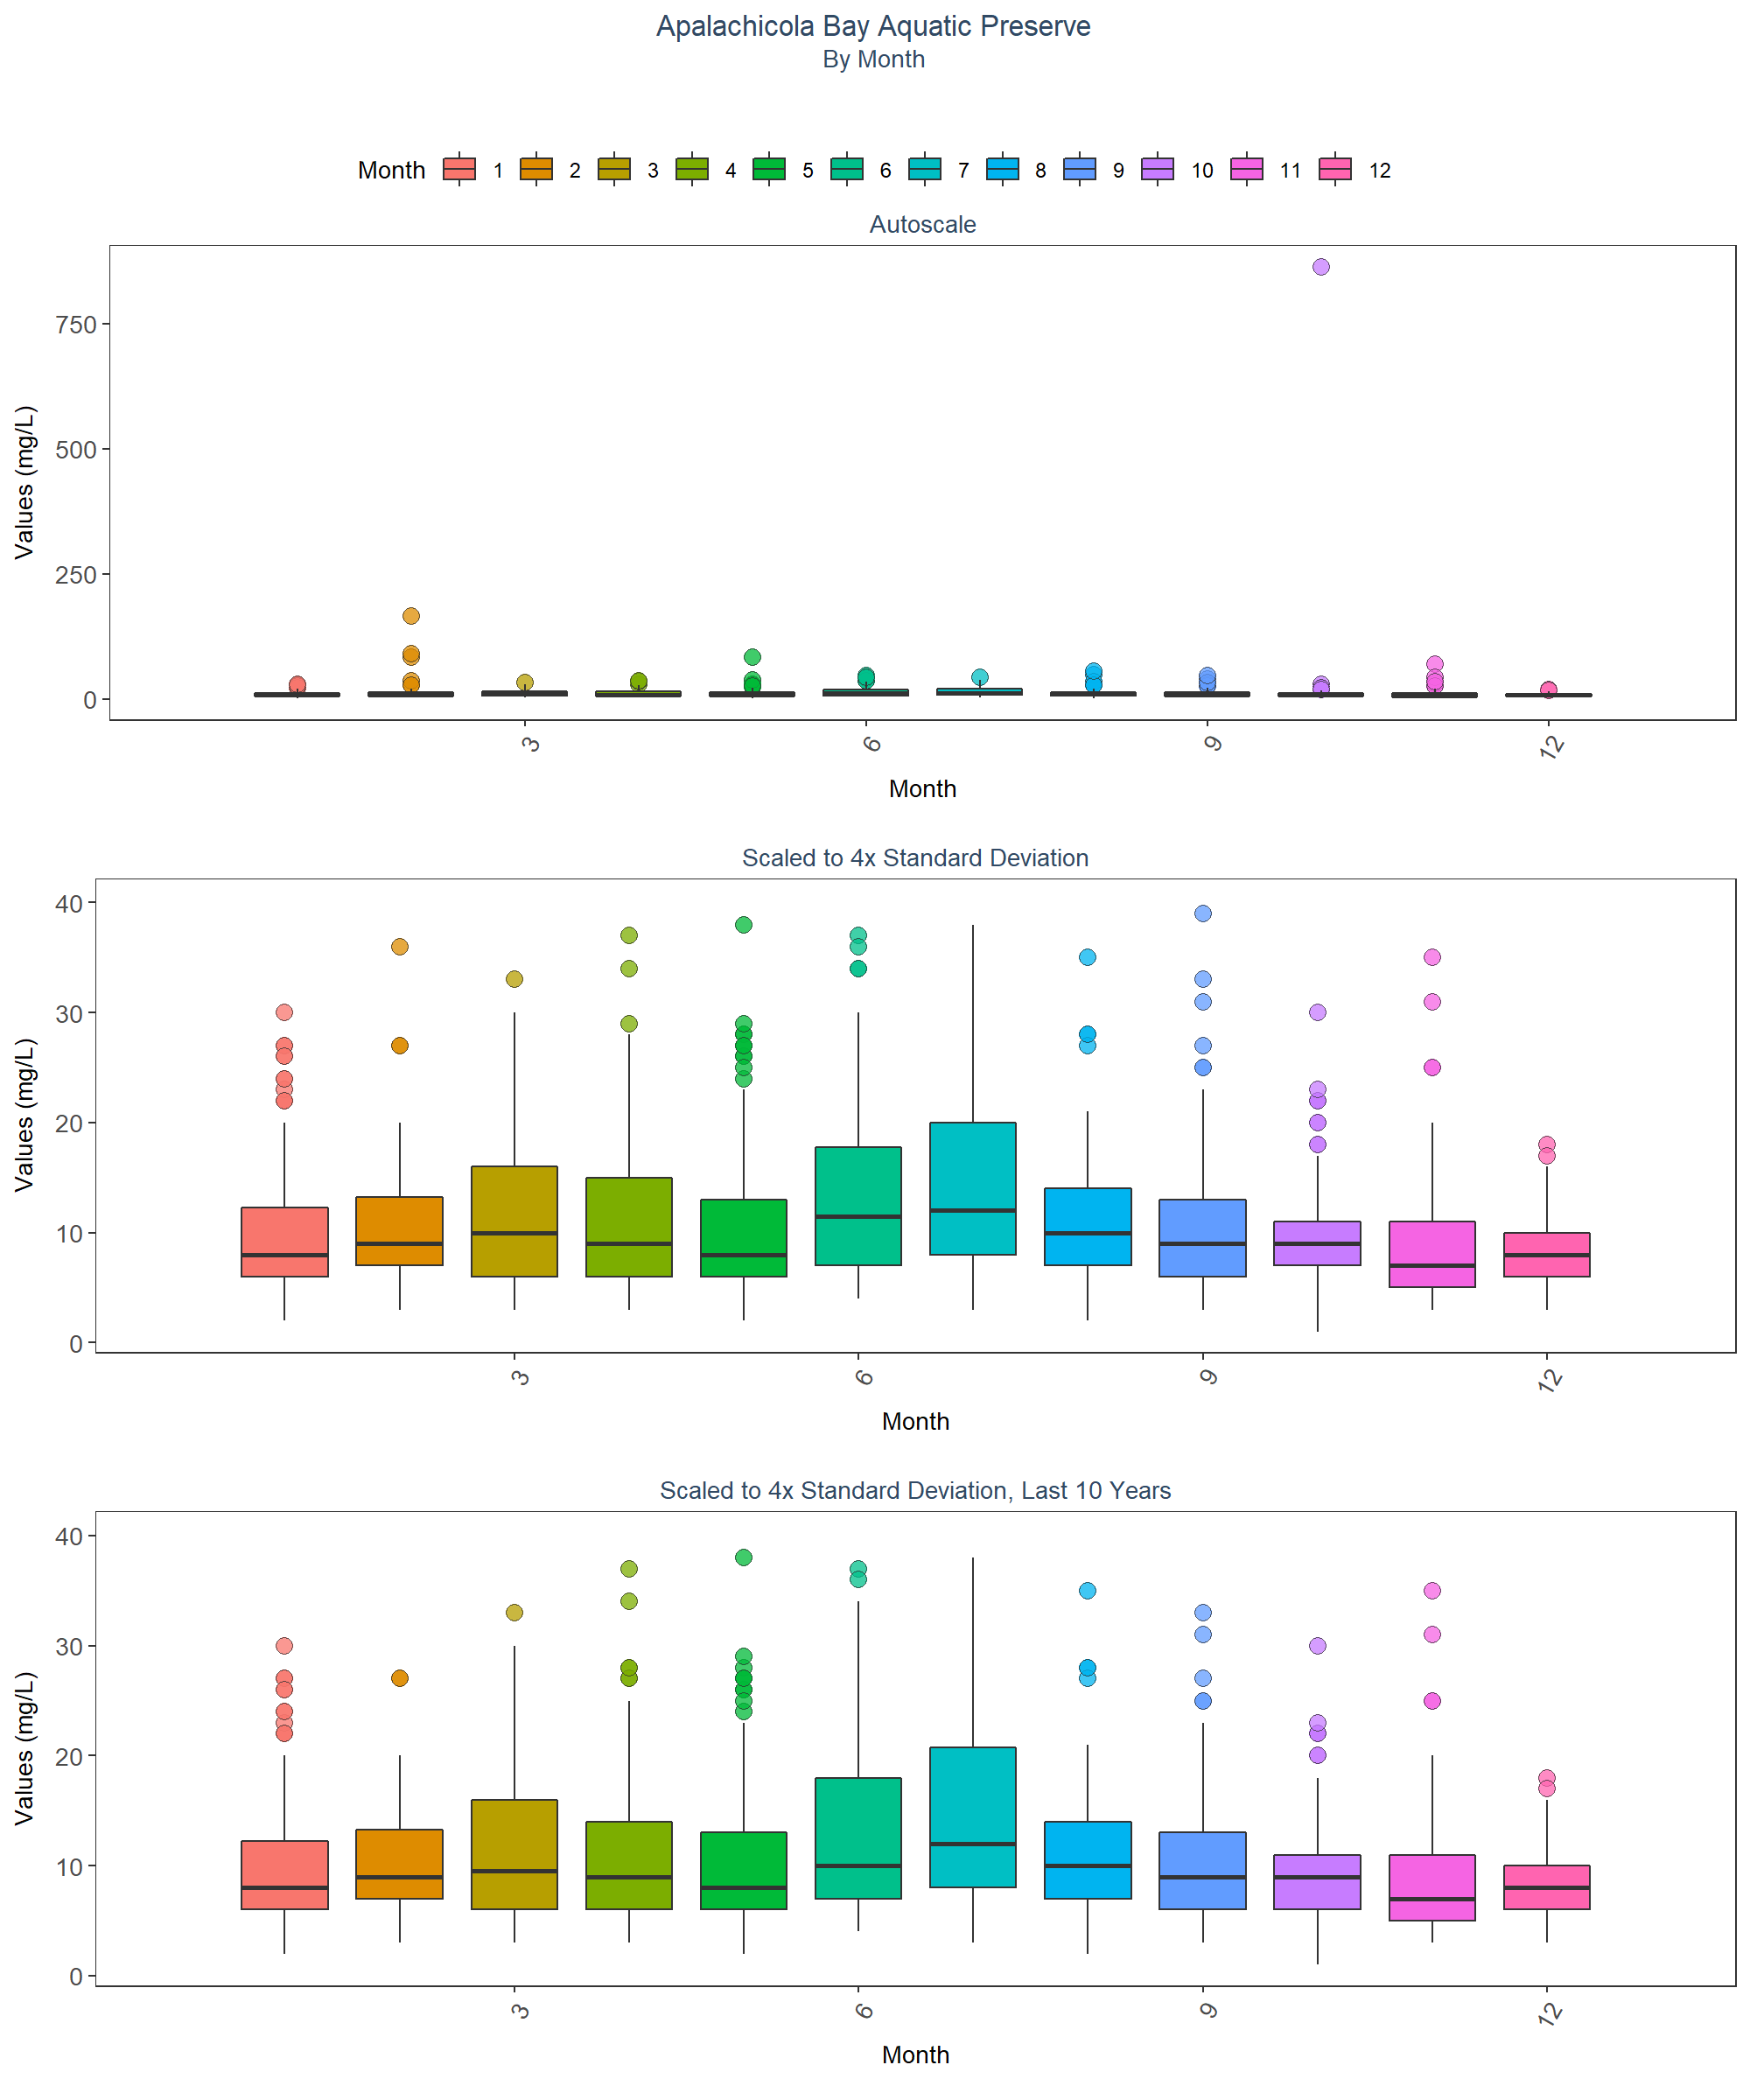 Apalachicola Bay Aquatic Preserve
By Month
Month 1 2 3 4 5 6 7 8 9 10 11 12
Autoscale
Values (mg/L)
750
500
250
0
3 6 9 12
Month
Scaled to 4x Standard Deviation
Values (mg/L)
40
30
20
10
0
3 6 9 12
Month
Scaled to 4x Standard Deviation, Last 10 Years
Values (mg/L)
40
30
20
10
0
3 6 9 12
Month